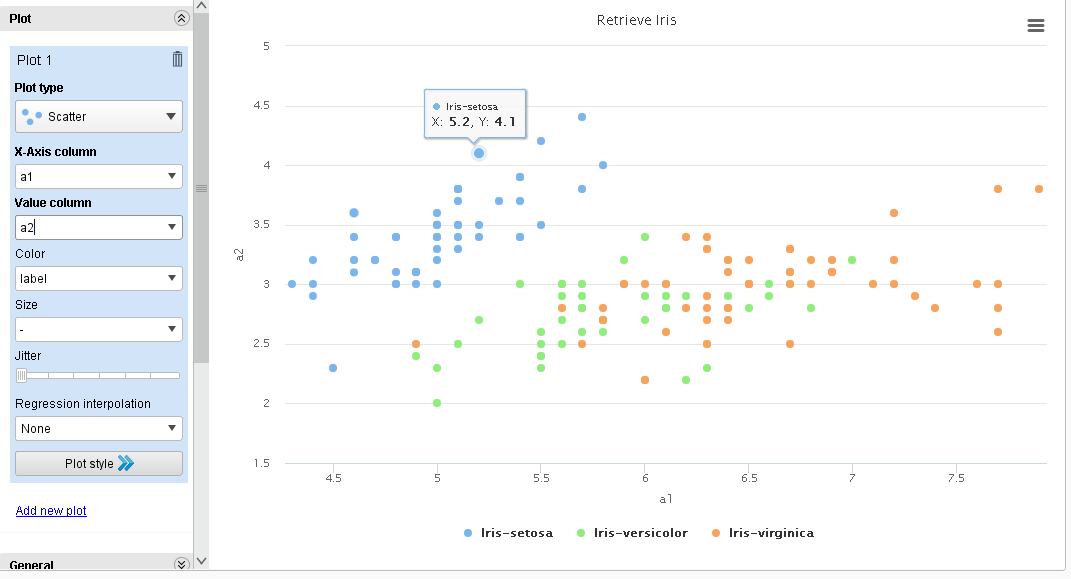 Plot
Plot 1
Plot type
Scatter
X-Axis column
a1
Value column
a2
Color
label
Size
-
Jitter
Regression interpolation
None
Plot style
Add new plot
General
Retrieve Iris
5
4.5
4
3.5
3
2.5
2
1.5
a2
Iris-setosa
X: 5.2, Y: 4.1
4.5 5 5.5 6 6.5 7 7.5
a1
Iris-setosa Iris-versicolor Iris-virginica